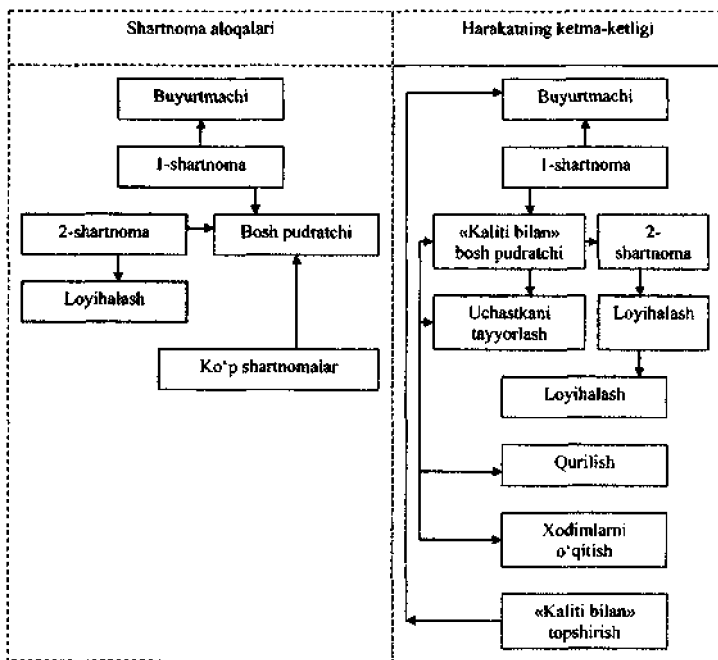 Shartnoma aloqalari
Buyurtmachi
1-shartnoma
2-shartnoma
Bosh pudratchi
Loyihalash
Ko‘p shartnomalar
Harakatning ketma-ketligi
Buyurtmachi
1-shartnoma
«Kaliti bilan»
bosh pudratchi
2-
shartnoma
Uchastkani
tayyorlash
Loyihalash
Loyihalash
Qurilish
Xodimlarni
o‘qitish
«Kaliti bilan»
topshirish